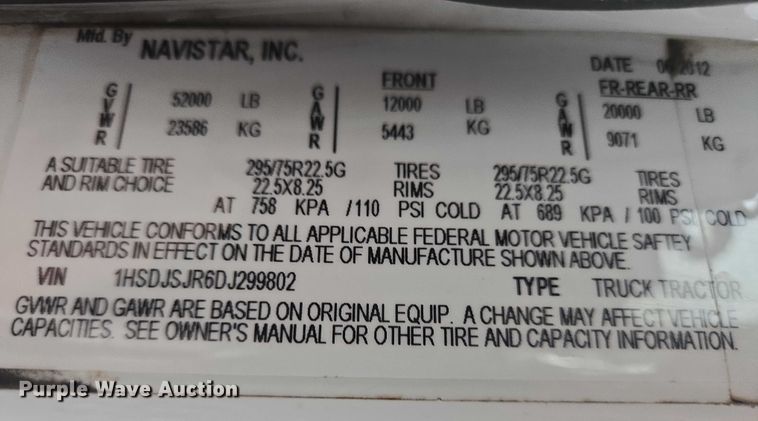 Mfd. By NAVISTAR, INC. DATE 2012
FRONT FR-REAR-RR
GVWR 52000 LB GAWR 12000 LB GAWR 20000 LB
23586 KG 5443 KG 9071 KG
A SUITABLE TIRE 295/75R22.5G TIRES 295/75R22.5G TIRES
AND RIM CHOICE 22.5X8.25 RIMS 22.5X8.25 RIMS
AT 758 KPA / 110 PSI COLD AT 689 KPA / 100 PSI COLD
THIS VEHICLE CONFORMS TO ALL APPLICABLE FEDERAL MOTOR VEHICLE SAFTEY
STANDARDS IN EFFECT ON THE DATE OF MANUFACTURE SHOWN ABOVE.
VIN 1HSDJSJR6DJ299802 TYPE TRUCK TRACTOR
GVWR AND GAWR ARE BASED ON ORIGINAL EQUIP. A CHANGE MAY AFFECT VEHICLE
CAPACITIES. SEE OWNER'S MANUAL FOR OTHER TIRE AND CAPACITY INFORMATION.
Purple Wave Auction